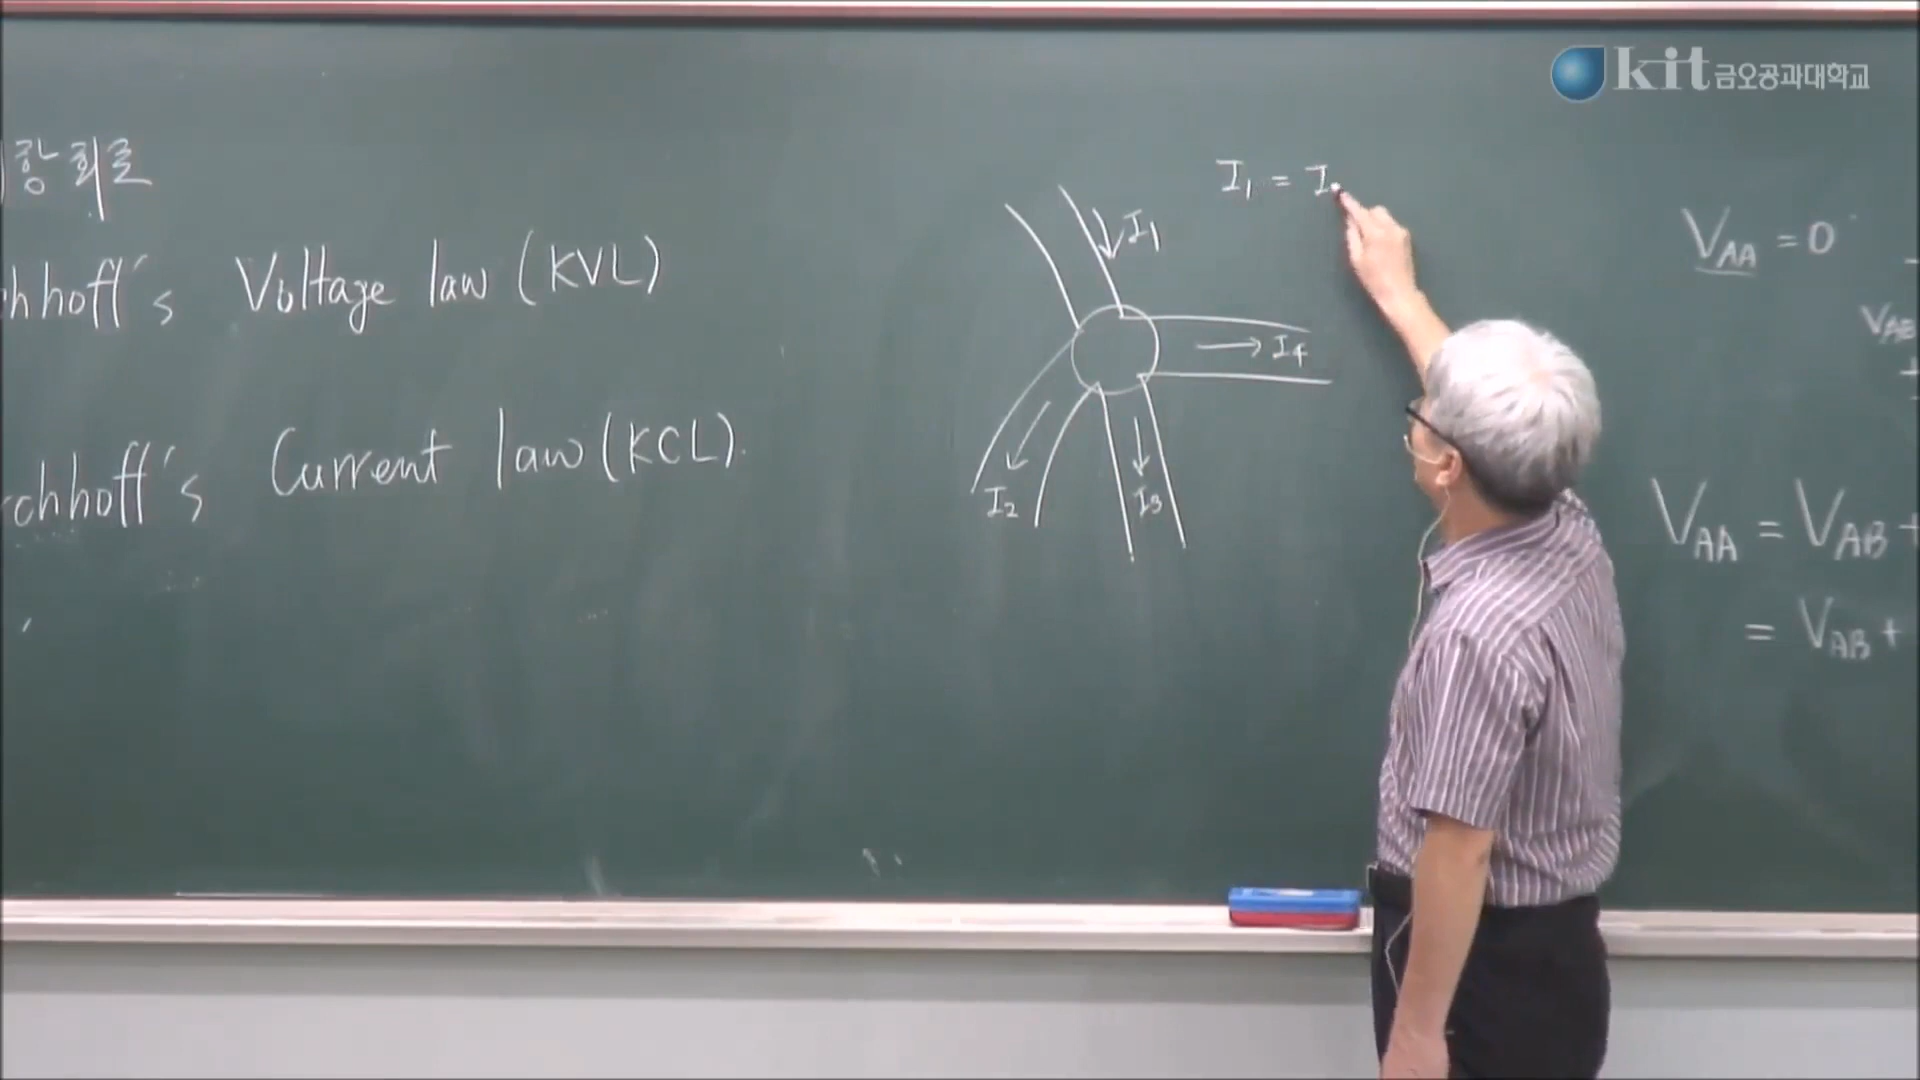 kit 금오공과대학교
항 회로
chhoff's Voltage law (KVL)
rchhoff's Current law (KCL).
I₁ = I
I₁
I₄
I₂
I₃
V_AA = 0
V_AB
V_AA = V_AB +
= V_AB +